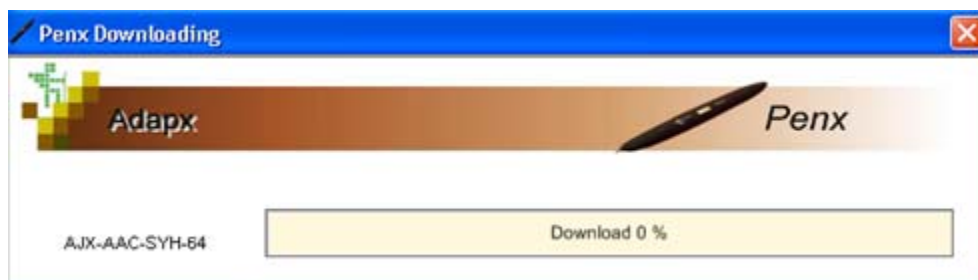 Penx Downloading
Adapx
Penx
AJX-AAC-SYH-64
Download 0 %